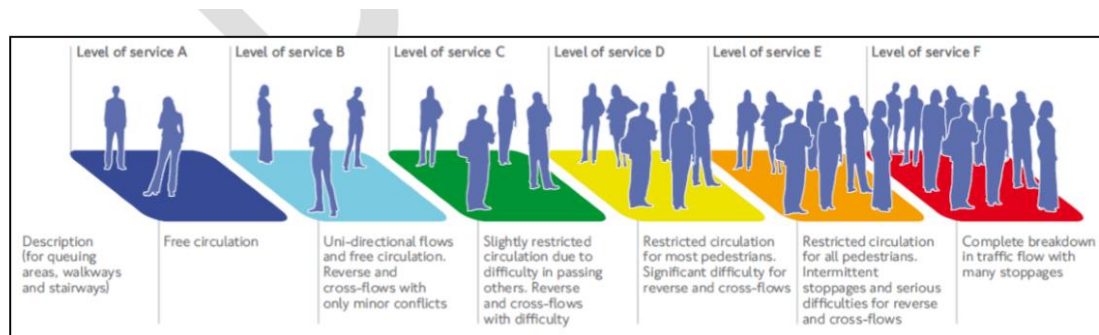 Level of service A
Level of service B
Level of service C
Level of service D
Level of service E
Level of service F
Description
(for queuing
areas, walkways
and stairways)
Free circulation
Uni-directional flows
and free circulation.
Reverse and
cross-flows with
only minor conflicts
Slightly restricted
circulation due to
difficulty in passing
others. Reverse
and cross-flows
with difficulty
Restricted circulation
for most pedestrians.
Significant difficulty for
reverse and cross-flows
Restricted circulation
for all pedestrians.
Intermittent
stoppages and serious
difficulties for reverse
and cross-flows
Complete breakdown
in traffic flow with
many stoppages